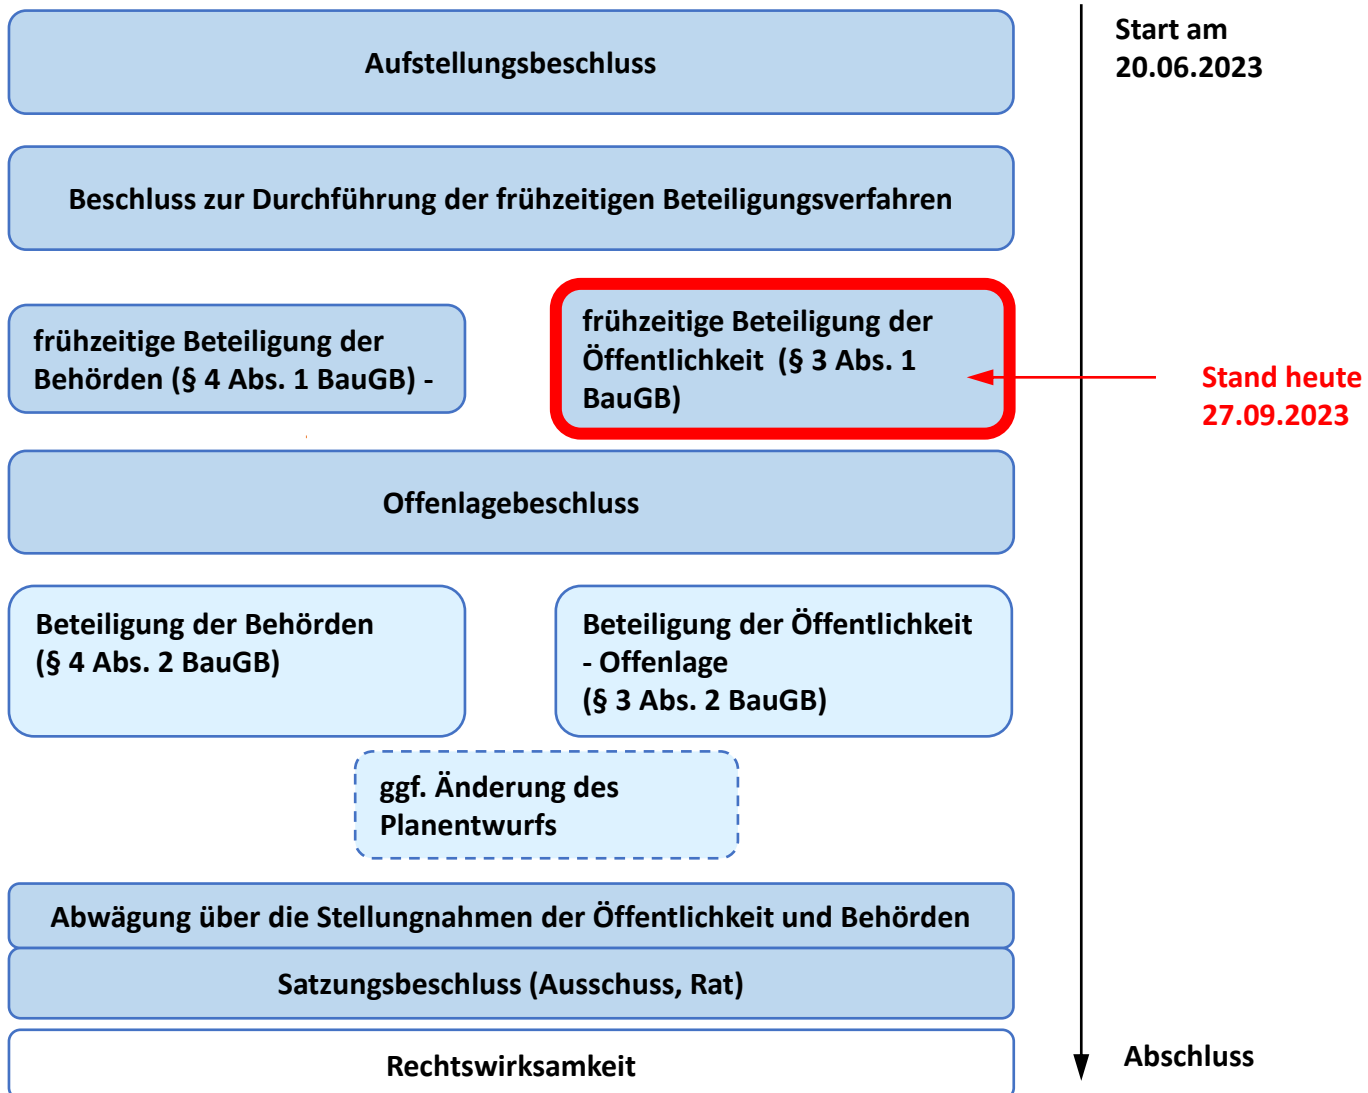 Aufstellungsbeschluss
Start am
20.06.2023
Beschluss zur Durchführung der frühzeitigen Beteiligungsverfahren
frühzeitige Beteiligung der
Behörden (§ 4 Abs. 1 BauGB) -
frühzeitige Beteiligung der
Öffentlichkeit (§ 3 Abs. 1
BauGB)
Stand heute
27.09.2023
Offenlagebeschluss
Beteiligung der Behörden
(§ 4 Abs. 2 BauGB)
Beteiligung der Öffentlichkeit
- Offenlage
(§ 3 Abs. 2 BauGB)
ggf. Änderung des
Planentwurfs
Abwägung über die Stellungnahmen der Öffentlichkeit und Behörden
Satzungsbeschluss (Ausschuss, Rat)
Rechtswirksamkeit
Abschluss